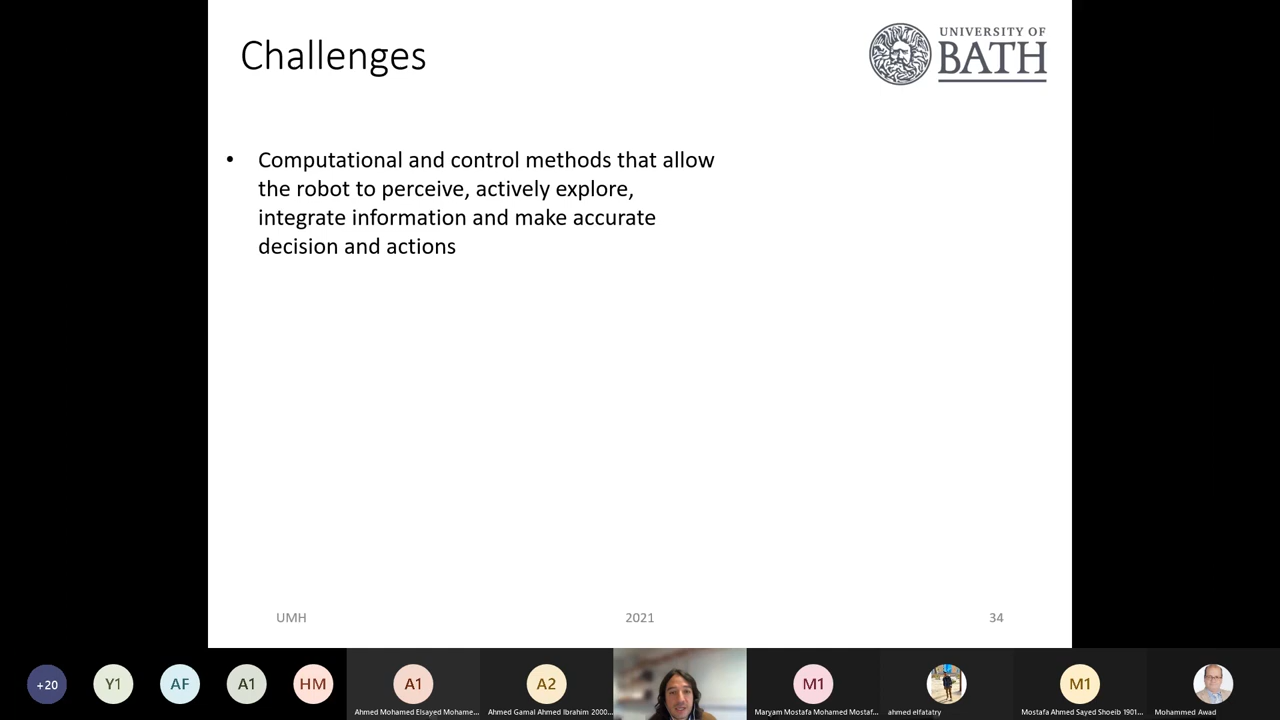 Challenges
UNIVERSITY OF
BATH
• Computational and control methods that allow
the robot to perceive, actively explore,
integrate information and make accurate
decision and actions
UMH
2021
34
+20
Y1
AF
A1
HM
A1
A2
M1
M1
Ahmed Mohamed Elsayed Mohame...
Ahmed Gamal Ahmed Ibrahim 2000...
Maryam Mostafa Mohamed Mostaf...
ahmed elfatatry
Mostafa Ahmed Sayed Shoeib 1901...
Mohammed Awad